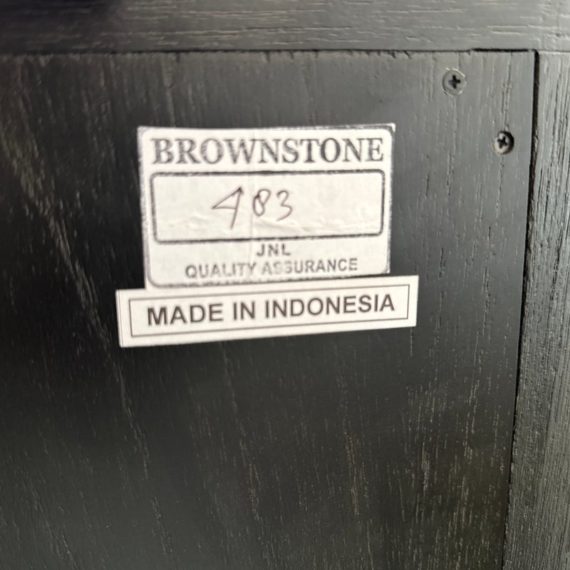 BROWNSTONE
483
JNL
QUALITY ASSURANCE
MADE IN INDONESIA